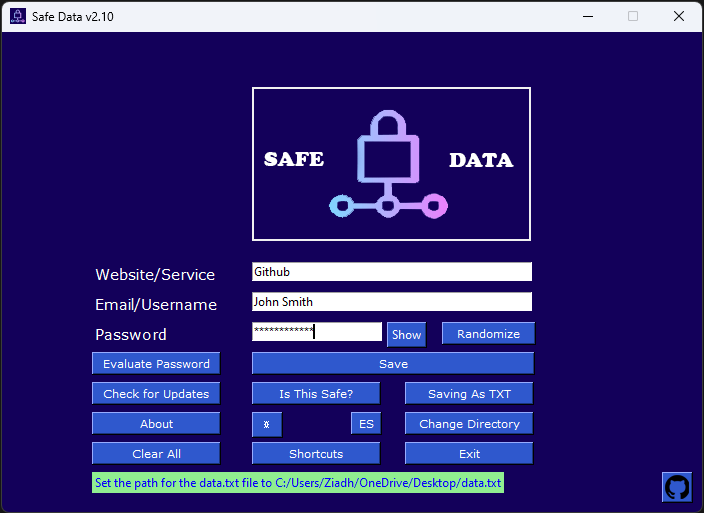 Safe Data v2.10
SAFE DATA
Website/Service Github
Email/Username John Smith
Password ************ Show Randomize
Evaluate Password Save
Check for Updates Is This Safe? Saving As TXT
About ES Change Directory
Clear All Shortcuts Exit
Set the path for the data.txt file to C:/Users/Ziadh/OneDrive/Desktop/data.txt